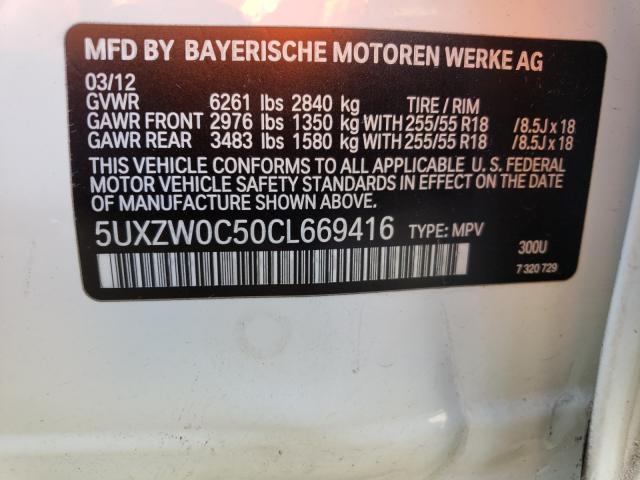 MFD BY BAYERISCHE MOTOREN WERKE AG
03/12
GVWR 6261 lbs 2840 kg TIRE / RIM
GAWR FRONT 2976 lbs 1350 kg WITH 255/55 R18 /8.5J x 18
GAWR REAR 3483 lbs 1580 kg WITH 255/55 R18 /8.5J x 18
THIS VEHICLE CONFORMS TO ALL APPLICABLE U.S. FEDERAL
MOTOR VEHICLE SAFETY STANDARDS IN EFFECT ON THE DATE
OF MANUFACTURE SHOWN ABOVE.
5UXZW0C50CL669416 TYPE: MPV
300U
7 320 729